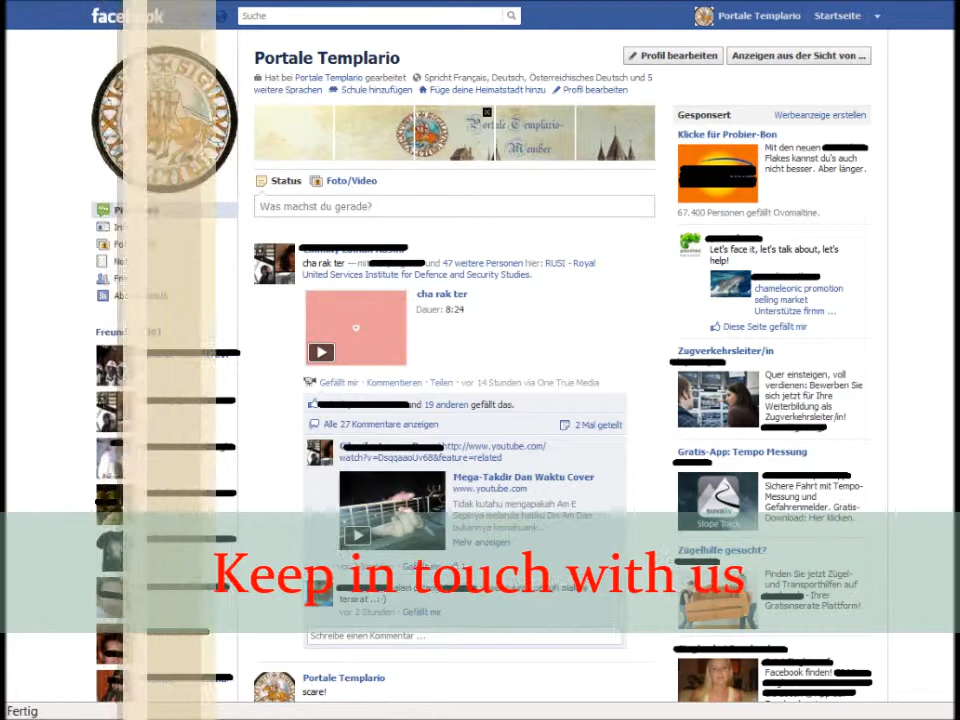 facebook
Suche
Portale Templario
Startseite
Portale Templario
Profil bearbeiten
Anzeigen aus der Sicht von ...
Hat bei Portale Templario gearbeitet
Spricht Français, Deutsch, Österreichisches Deutsch und 5
weitere Sprachen
Schule hinzufügen
Füge deine Heimatstadt hinzu
Profil bearbeiten
Portale Templario-
Member
Status
Foto/Video
Was machst du gerade?
cha rak ter — mit
und 47 weitere Personen hier: RUSI - Royal
United Services Institute for Defence and Security Studies.
cha rak ter
Dauer: 8:24
Gefällt mir · Kommentieren · Teilen · vor 14 Stunden via One True Media
and 19 anderen gefällt das.
Alle 27 Kommentare anzeigen
2 Mal geteilt
http://www.youtube.com/
watch?v=DsqqaaoUv68&feature=related
Mega-Takdir Dan Waktu Cover
www.youtube.com
Tidak kutahu mengapakah Am E
Mehr anzeigen
Keep in touch with us
tersirat ..:-)
vor 2 Stunden · Gefällt mir
Schreibe einen Kommentar ...
Portale Templario
scare!
Gesponsert
Werbeanzeige erstellen
Klicke für Probier-Bon
Mit den neuen
Flakes kannst du's auch
nicht besser. Aber länger.
67.400 Personen gefällt Ovomaltine.
Let's face it, let's talk about, let's
help!
chameleonic promotion
selling market
Unterstütze firmm ...
Diese Seite gefällt mir
Zugverkehrsleiter/in
Quer einsteigen, voll
verdienen: Bewerben Sie
sich jetzt für Ihre
Weiterbildung als
Zugverkehrsleiter/in!
Gratis-App: Tempo Messung
Sichere Fahrt mit Tempo-
Messung und
Gefahrenmelder. Gratis-
Download: Hier klicken.
Slope Track
Zügelhilfe gesucht?
Finden Sie jetzt Zügel-
und Transporthilfen auf
- Ihrer
Gratisinserate Plattform!
Facebook finden!
Fertig